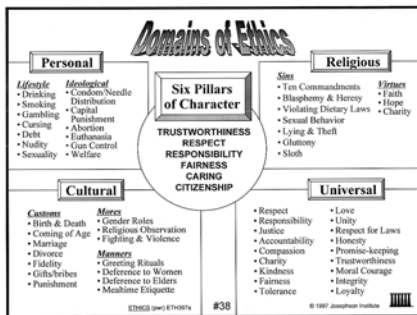 Domains of Ethics
Personal
Lifestyle
• Drinking
• Smoking
• Gambling
• Cursing
• Debt
• Nudity
• Sexuality
Ideological
• Condom/Needle
Distribution
• Capital
Punishment
• Abortion
• Euthanasia
• Gun Control
• Welfare
Six Pillars
of Character
TRUSTWORTHINESS
RESPECT
RESPONSIBILITY
FAIRNESS
CARING
CITIZENSHIP
Religious
Sins
• Ten Commandments
• Blasphemy & Heresy
• Violating Dietary Laws
• Sexual Behavior
• Lying & Theft
• Gluttony
• Sloth
Virtues
• Faith
• Hope
• Charity
Cultural
Customs
• Birth & Death
• Coming of Age
• Marriage
• Divorce
• Fidelity
• Gifts/bribes
• Punishment
Mores
• Gender Roles
• Religious Observation
• Fighting & Violence
Manners
• Greeting Rituals
• Deference to Women
• Deference to Elders
• Mealtime Etiquette
Universal
• Respect
• Responsibility
• Justice
• Accountability
• Compassion
• Charity
• Kindness
• Fairness
• Tolerance
• Love
• Unity
• Respect for Laws
• Honesty
• Promise-keeping
• Trustworthiness
• Moral Courage
• Integrity
• Loyalty
ETHICS (pwr) ETH397a
#38
© 1997 Josephson Institute